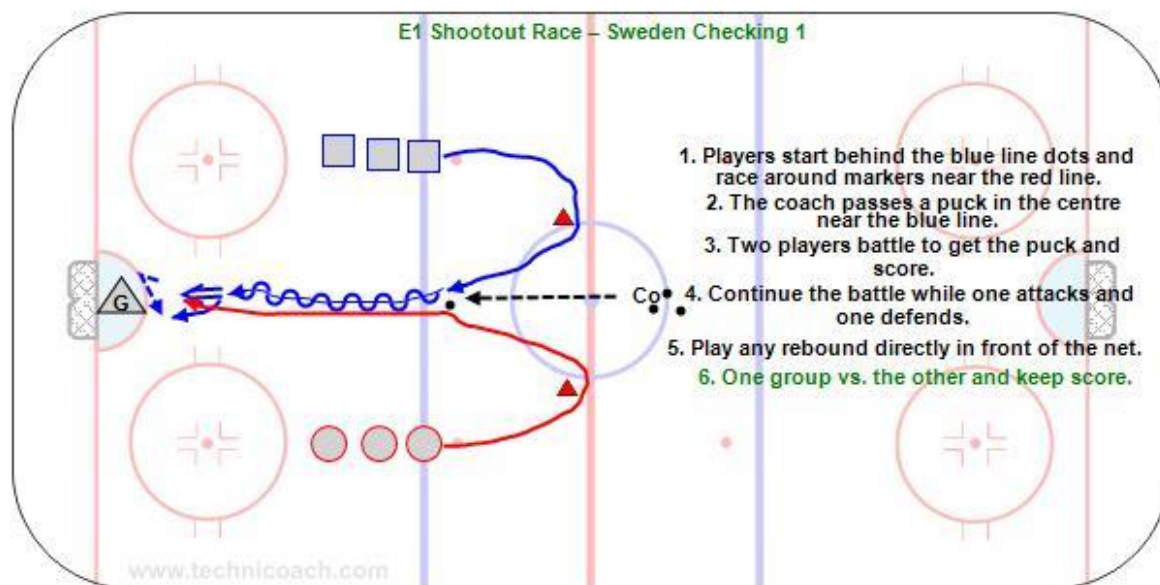 E1 Shootout Race – Sweden Checking 1
1. Players start behind the blue line dots and
race around markers near the red line.
2. The coach passes a puck in the centre
near the blue line.
3. Two players battle to get the puck and
score.
Co
4. Continue the battle while one attacks and
one defends.
G
5. Play any rebound directly in front of the net.
6. One group vs. the other and keep score.
www.technicoach.com